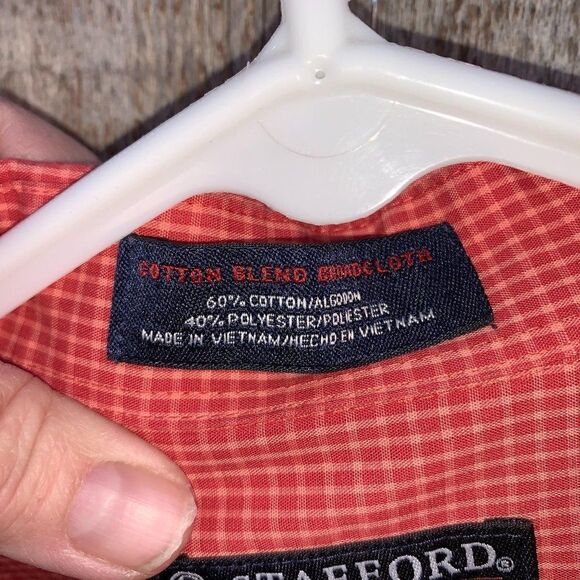 COTTON BLEND BROADCLOTH
60% COTTON/ALGODON
40% POLYESTER/POLIESTER
MADE IN VIETNAM/HECHO EN VIETNAM
STAFFORD®